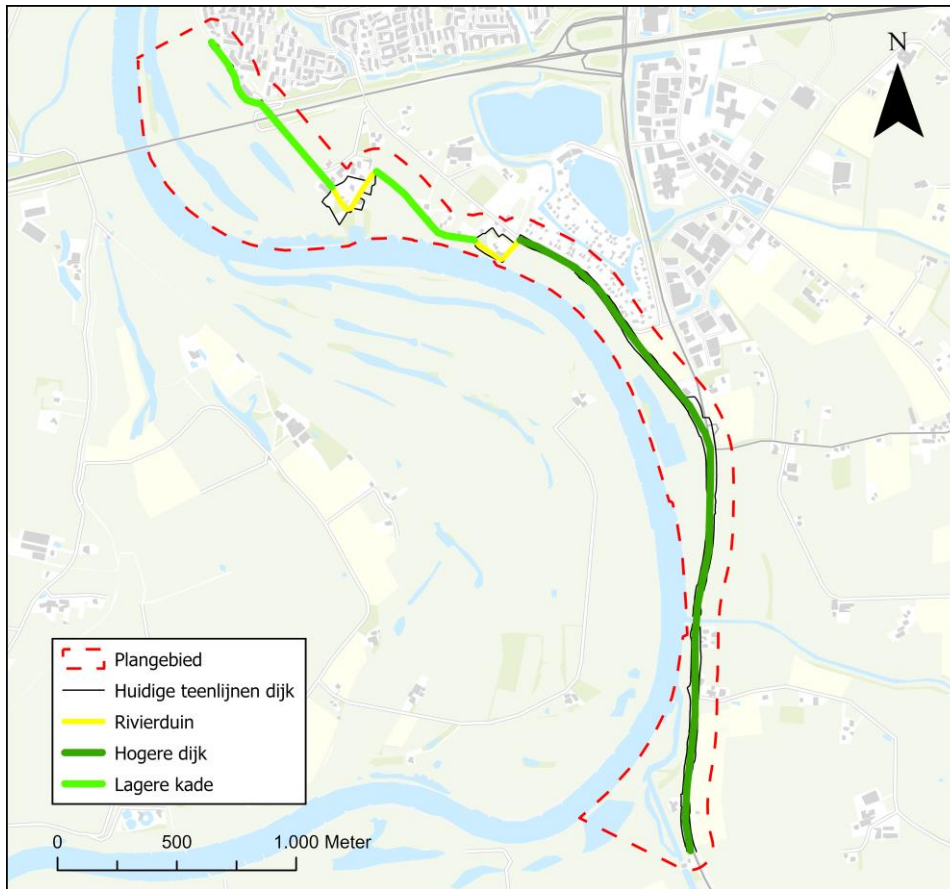 N
Plangebied
Huidige teenlijnen dijk
Rivierduin
Hogere dijk
Lagere kade
0 500 1.000 Meter